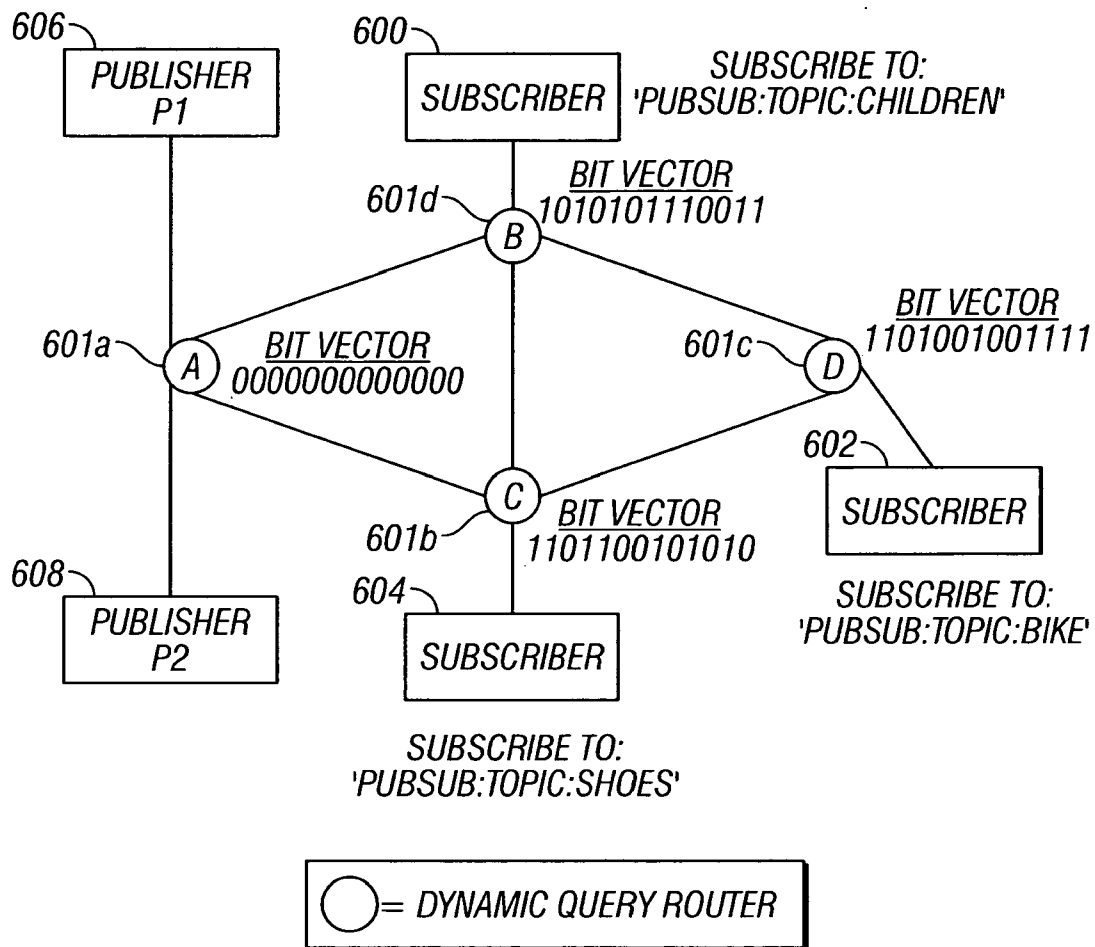 606
PUBLISHER
P1
600
SUBSCRIBER
SUBSCRIBE TO:
'PUBSUB:TOPIC:CHILDREN'
601d
B
BIT VECTOR
1010101110011
601a
A
BIT VECTOR
0000000000000
601c
D
BIT VECTOR
1101001001111
602
SUBSCRIBER
SUBSCRIBE TO:
'PUBSUB:TOPIC:BIKE'
601b
C
BIT VECTOR
1101100101010
608
PUBLISHER
P2
604
SUBSCRIBER
SUBSCRIBE TO:
'PUBSUB:TOPIC:SHOES'
= DYNAMIC QUERY ROUTER